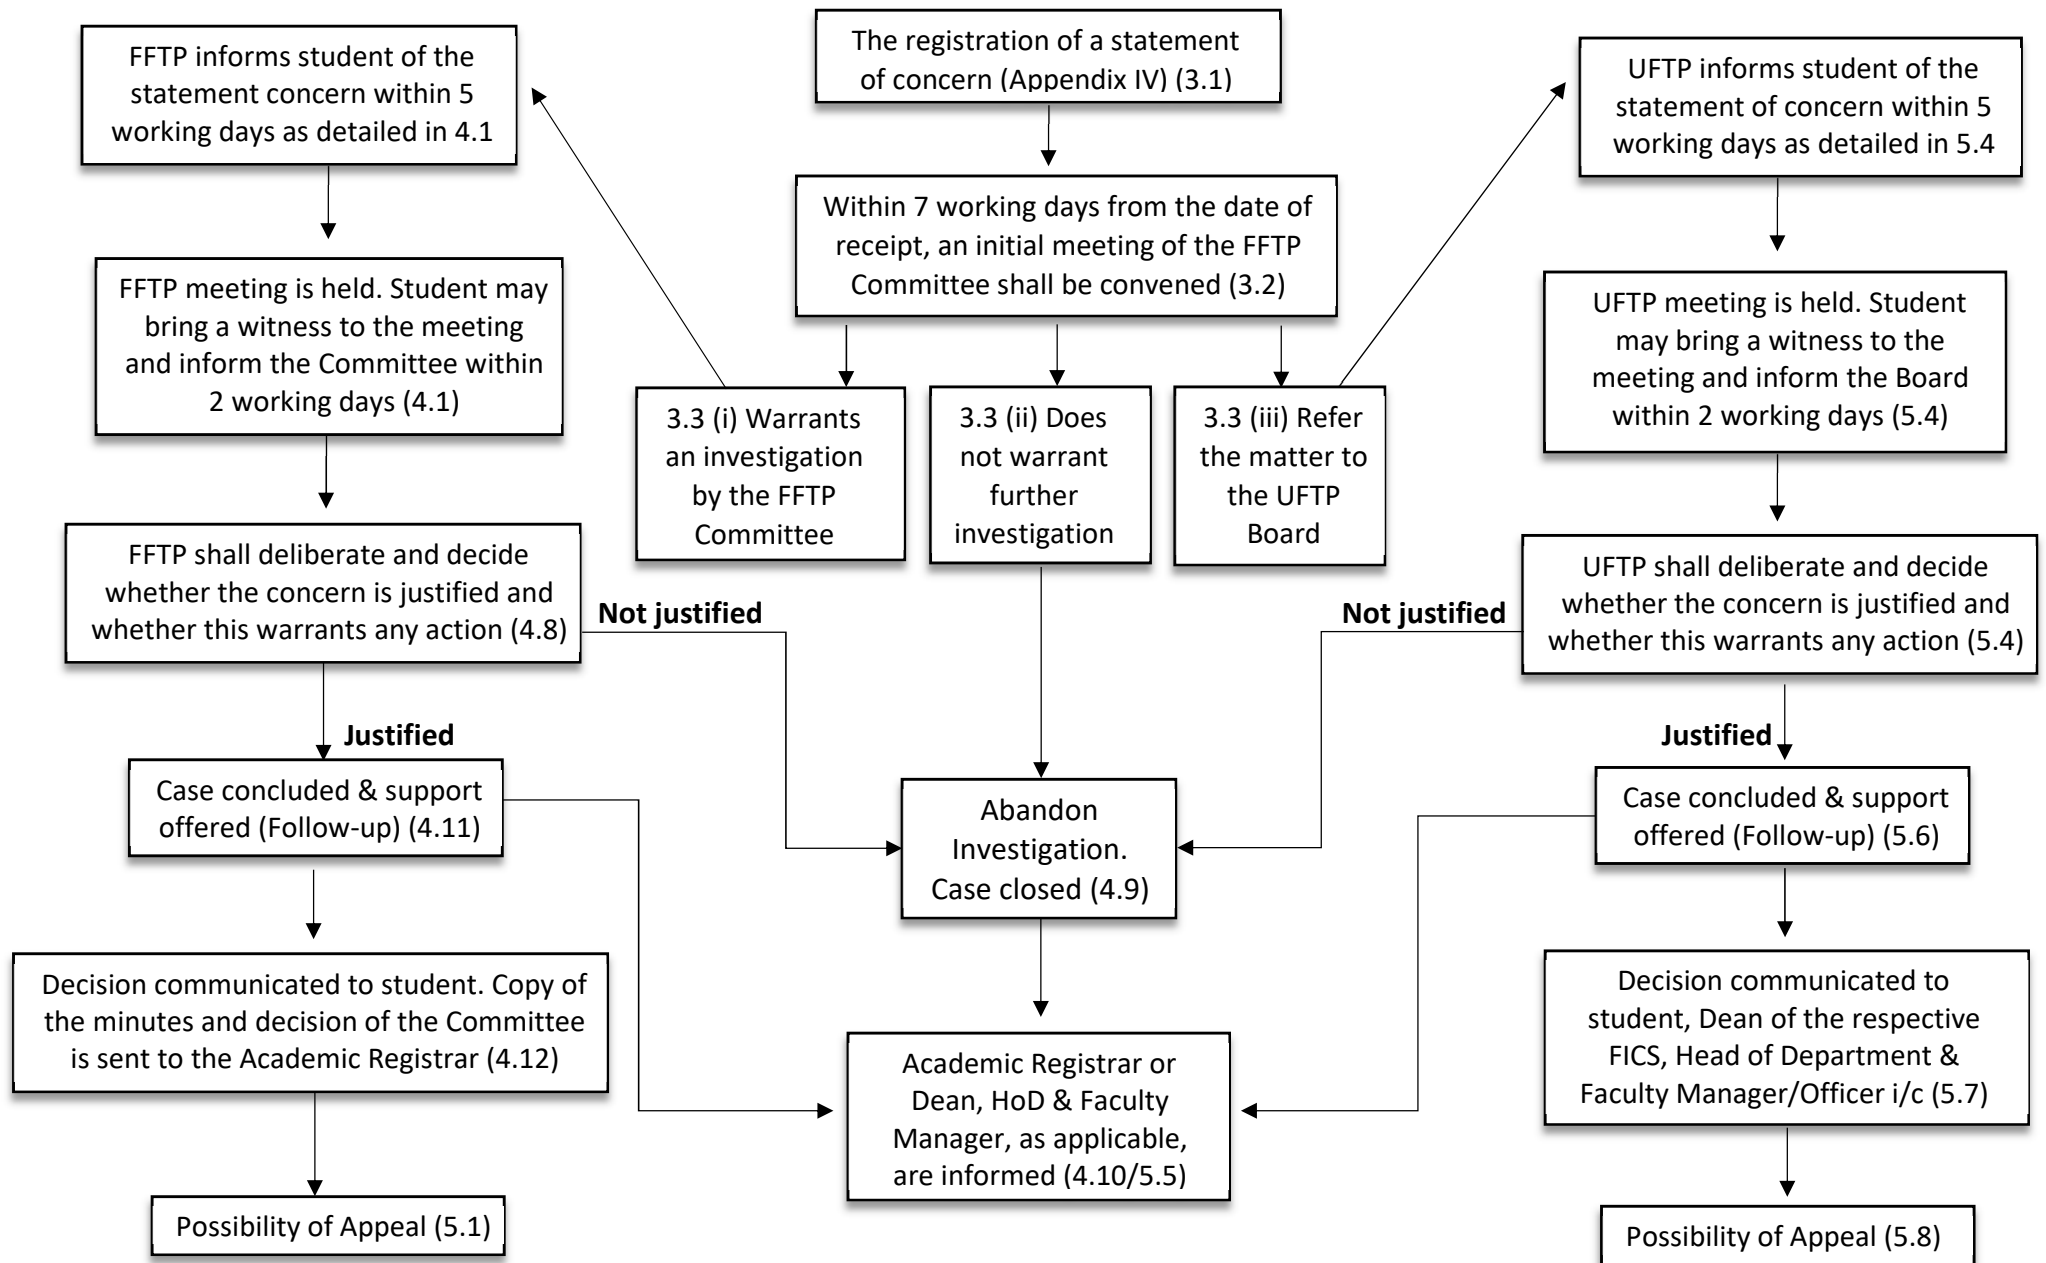 The registration of a statement
of concern (Appendix IV) (3.1)
Within 7 working days from the date of
receipt, an initial meeting of the FFTP
Committee shall be convened (3.2)
3.3 (i) Warrants
an investigation
by the FFTP
Committee
3.3 (ii) Does
not warrant
further
investigation
3.3 (iii) Refer
the matter to
the UFTP
Board
FFTP informs student of the
statement concern within 5
working days as detailed in 4.1
FFTP meeting is held. Student may
bring a witness to the meeting
and inform the Committee within
2 working days (4.1)
FFTP shall deliberate and decide
whether the concern is justified and
whether this warrants any action (4.8)
Not justified
Justified
Case concluded & support
offered (Follow-up) (4.11)
Decision communicated to student. Copy of
the minutes and decision of the Committee
is sent to the Academic Registrar (4.12)
Possibility of Appeal (5.1)
Abandon
Investigation.
Case closed (4.9)
Academic Registrar or
Dean, HoD & Faculty
Manager, as applicable,
are informed (4.10/5.5)
UFTP informs student of the
statement of concern within 5
working days as detailed in 5.4
UFTP meeting is held. Student
may bring a witness to the
meeting and inform the Board
within 2 working days (5.4)
UFTP shall deliberate and decide
whether the concern is justified and
whether this warrants any action (5.4)
Not justified
Justified
Case concluded & support
offered (Follow-up) (5.6)
Decision communicated to
student, Dean of the respective
FICS, Head of Department &
Faculty Manager/Officer i/c (5.7)
Possibility of Appeal (5.8)